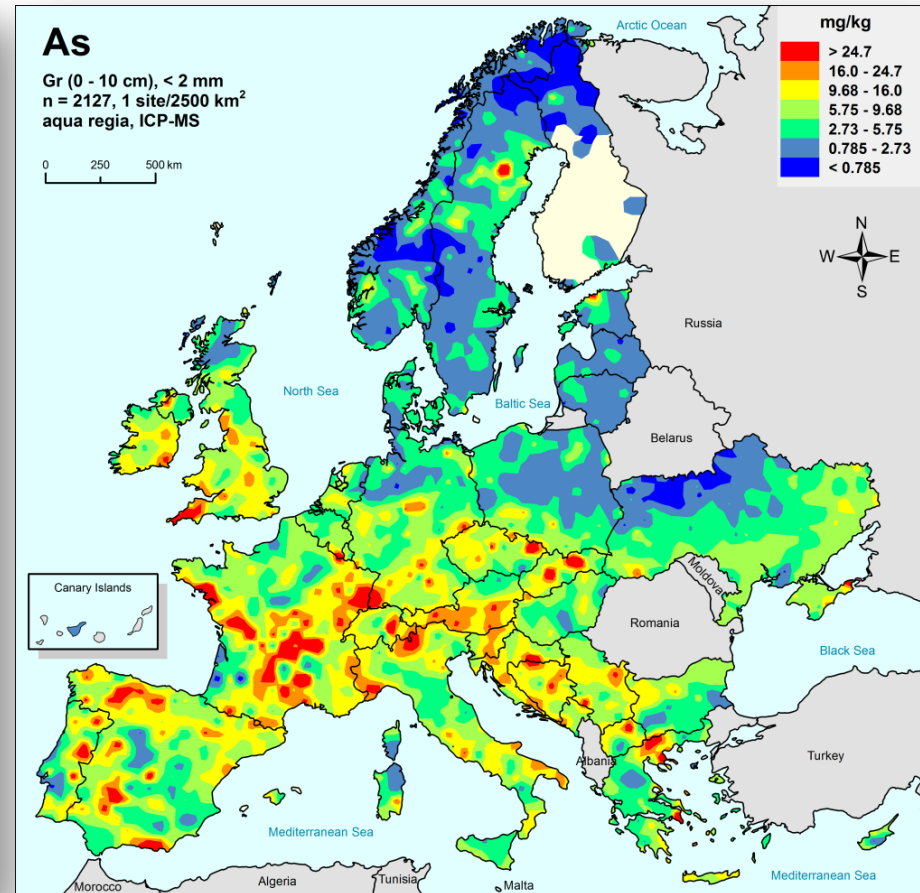 As
Gr (0 - 10 cm), < 2 mm
n = 2127, 1 site/2500 km²
aqua regia, ICP-MS
0 250 500 km
Arctic Ocean
mg/kg
> 24.7
16.0 - 24.7
9.68 - 16.0
5.75 - 9.68
2.73 - 5.75
0.785 - 2.73
< 0.785
N
W E
S
Russia
North Sea
Baltic Sea
Belarus
Canary Islands
Moldova
Romania
Black Sea
Albania
Turkey
Mediterranean Sea
Mediterranean Sea
Morocco
Algeria
Tunisia
Malta